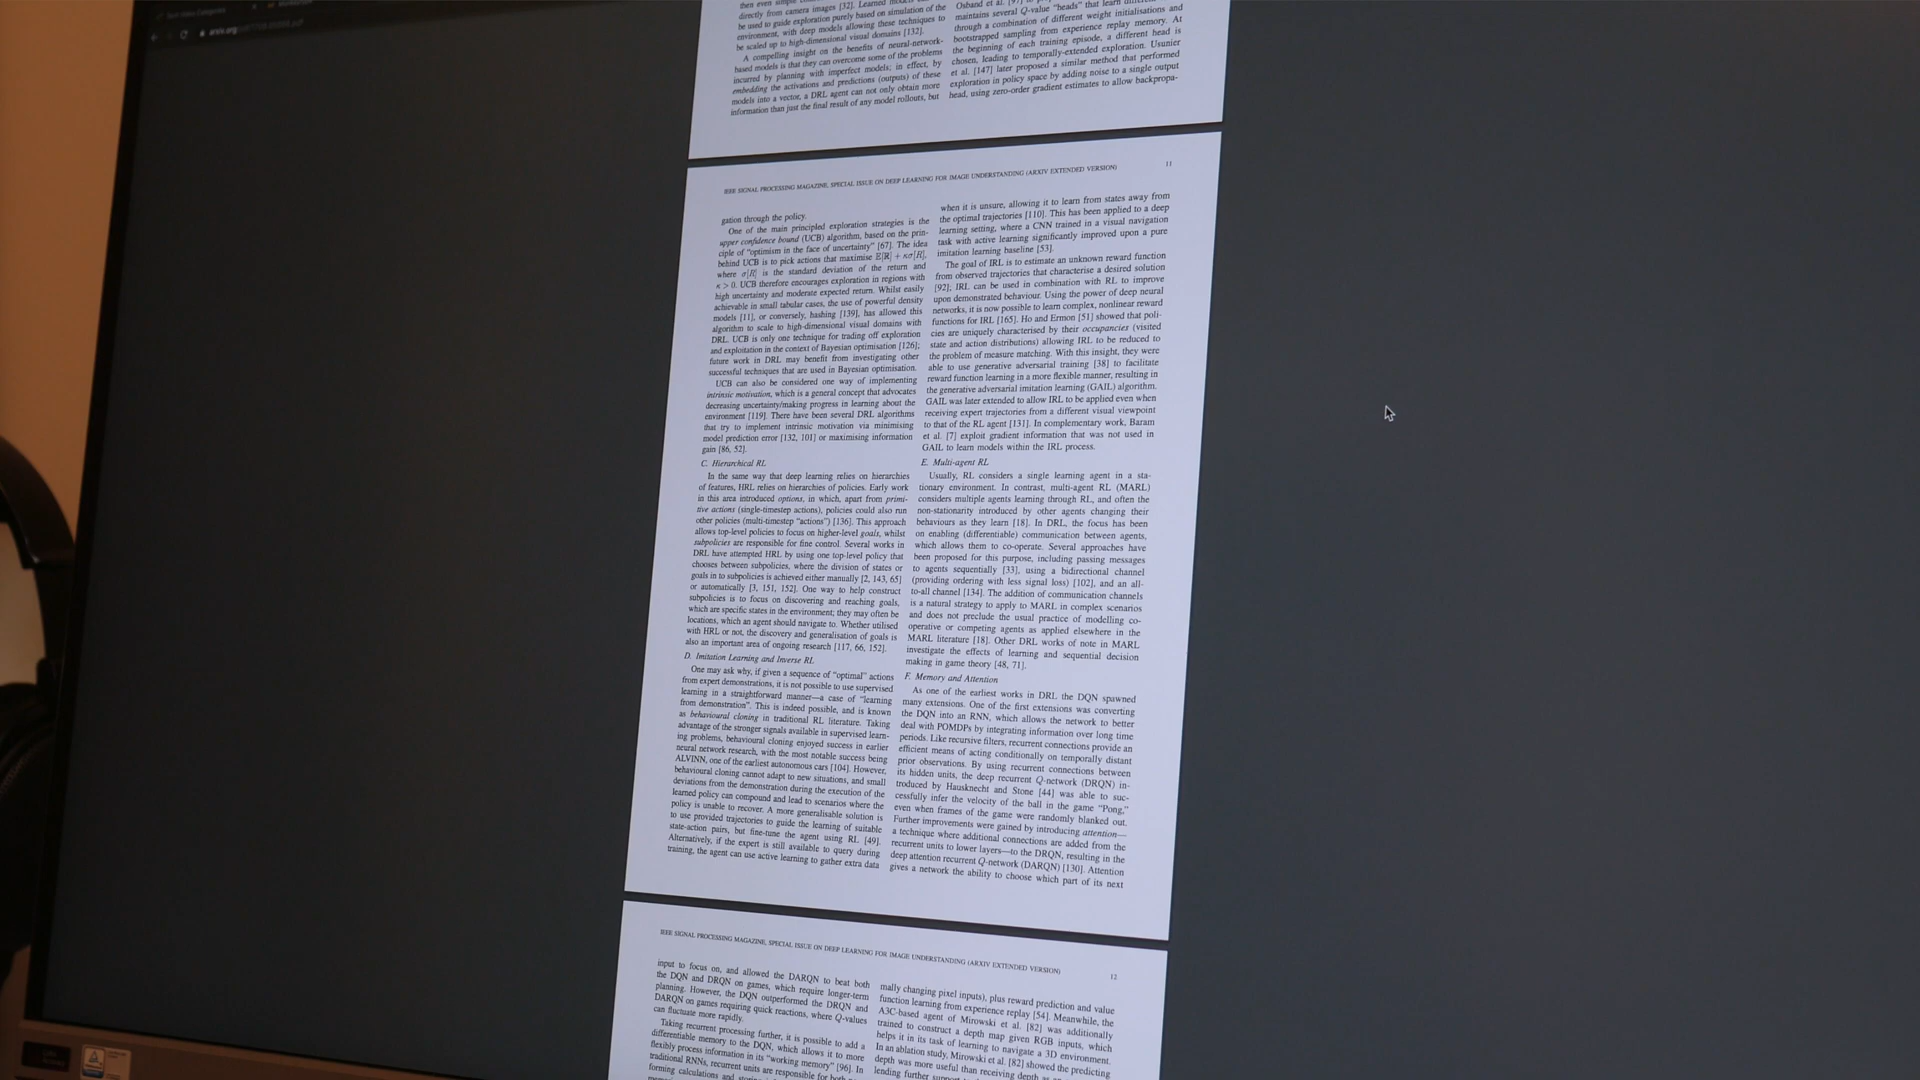 then even
directly from camera images [32]. Learned
be used to guide exploration purely based on simulation of the
environment, with deep models allowing these techniques to
be scaled up to high-dimensional visual domains [132].
A compelling insight on the benefits of neural-network-
based models is that they can overcome some of the problems
incurred by planning with imperfect models; in effect, by
embedding the activations and predictions (outputs) of these
models into a vector, a DRL agent can not only obtain more
information than just the final result of any model rollouts, but
Osband et al.
maintains several Q-value "heads" that learn
through a combination of different weight initialisations and
bootstrapped sampling from experience replay memory. At
the beginning of each training episode, a different head is
chosen, leading to temporally-extended exploration. Usunier
et al. [147] later proposed a similar method that performed
exploration in policy space by adding noise to a single output
head, using zero-order gradient estimates to allow backpropa-
IEEE SIGNAL PROCESSING MAGAZINE, SPECIAL ISSUE ON DEEP LEARNING FOR IMAGE UNDERSTANDING (ARXIV EXTENDED VERSION)
11
gation through the policy.
One of the main principled exploration strategies is the
upper confidence bound (UCB) algorithm, based on the prin-
ciple of "optimism in the face of uncertainty" [67]. The idea
behind UCB is to pick actions that maximise E[R] + κσ[R],
where σ[R] is the standard deviation of the return and
κ > 0. UCB therefore encourages exploration in regions with
high uncertainty and moderate expected return. Whilst easily
achievable in small tabular cases, the use of powerful density
models [11], or conversely, hashing [139], has allowed this
algorithm to scale to high-dimensional visual domains with
DRL. UCB is only one technique for trading off exploration
and exploitation in the context of Bayesian optimisation [126];
future work in DRL may benefit from investigating other
successful techniques that are used in Bayesian optimisation.
UCB can also be considered one way of implementing
intrinsic motivation, which is a general concept that advocates
decreasing uncertainty/making progress in learning about the
environment [119]. There have been several DRL algorithms
that try to implement intrinsic motivation via minimising
model prediction error [132, 101] or maximising information
gain [86, 52].
C. Hierarchical RL
In the same way that deep learning relies on hierarchies
of features, HRL relies on hierarchies of policies. Early work
in this area introduced options, in which, apart from primi-
tive actions (single-timestep actions), policies could also run
other policies (multi-timestep "actions") [136]. This approach
allows top-level policies to focus on higher-level goals, whilst
subpolicies are responsible for fine control. Several works in
DRL have attempted HRL by using one top-level policy that
chooses between subpolicies, where the division of states or
goals in to subpolicies is achieved either manually [2, 143, 65]
or automatically [3, 151, 152]. One way to help construct
subpolicies is to focus on discovering and reaching goals,
which are specific states in the environment; they may often be
locations, which an agent should navigate to. Whether utilised
with HRL or not, the discovery and generalisation of goals is
also an important area of ongoing research [117, 66, 152].
D. Imitation Learning and Inverse RL
One may ask why, if given a sequence of "optimal" actions
from expert demonstrations, it is not possible to use supervised
learning in a straightforward manner—a case of "learning
from demonstration". This is indeed possible, and is known
as behavioural cloning in traditional RL literature. Taking
advantage of the stronger signals available in supervised learn-
ing problems, behavioural cloning enjoyed success in earlier
neural network research, with the most notable success being
ALVINN, one of the earliest autonomous cars [104]. However,
behavioural cloning cannot adapt to new situations, and small
deviations from the demonstration during the execution of the
learned policy can compound and lead to scenarios where the
policy is unable to recover. A more generalisable solution is
to use provided trajectories to guide the learning of suitable
state-action pairs, but fine-tune the agent using RL [49].
Alternatively, if the expert is still available to query during
training, the agent can use active learning to gather extra data
when it is unsure, allowing it to learn from states away from
the optimal trajectories [110]. This has been applied to a deep
learning setting, where a CNN trained in a visual navigation
task with active learning significantly improved upon a pure
imitation learning baseline [53].
The goal of IRL is to estimate an unknown reward function
from observed trajectories that characterise a desired solution
[92]; IRL can be used in combination with RL to improve
upon demonstrated behaviour. Using the power of deep neural
networks, it is now possible to learn complex, nonlinear reward
functions for IRL [165]. Ho and Ermon [51] showed that poli-
cies are uniquely characterised by their occupancies (visited
state and action distributions) allowing IRL to be reduced to
the problem of measure matching. With this insight, they were
able to use generative adversarial training [38] to facilitate
reward function learning in a more flexible manner, resulting in
the generative adversarial imitation learning (GAIL) algorithm.
GAIL was later extended to allow IRL to be applied even when
receiving expert trajectories from a different visual viewpoint
to that of the RL agent [131]. In complementary work, Baram
et al. [7] exploit gradient information that was not used in
GAIL to learn models within the IRL process.
E. Multi-agent RL
Usually, RL considers a single learning agent in a sta-
tionary environment. In contrast, multi-agent RL (MARL)
considers multiple agents learning through RL, and often the
non-stationarity introduced by other agents changing their
behaviours as they learn [18]. In DRL, the focus has been
on enabling (differentiable) communication between agents,
which allows them to co-operate. Several approaches have
been proposed for this purpose, including passing messages
to agents sequentially [33], using a bidirectional channel
(providing ordering with less signal loss) [102], and an all-
to-all channel [134]. The addition of communication channels
is a natural strategy to apply to MARL in complex scenarios
and does not preclude the usual practice of modelling co-
operative or competing agents as applied elsewhere in the
MARL literature [18]. Other DRL works of note in MARL
investigate the effects of learning and sequential decision
making in game theory [48, 71].
F. Memory and Attention
As one of the earliest works in DRL the DQN spawned
many extensions. One of the first extensions was converting
the DQN into an RNN, which allows the network to better
deal with POMDPs by integrating information over long time
periods. Like recursive filters, recurrent connections provide an
efficient means of acting conditionally on temporally distant
prior observations. By using recurrent connections between
its hidden units, the deep recurrent Q-network (DRQN) in-
troduced by Hausknecht and Stone [44] was able to suc-
cessfully infer the velocity of the ball in the game "Pong,"
even when frames of the game were randomly blanked out.
Further improvements were gained by introducing attention—
a technique where additional connections are added from the
recurrent units to lower layers—to the DRQN, resulting in the
deep attention recurrent Q-network (DARQN) [130]. Attention
gives a network the ability to choose which part of its next
IEEE SIGNAL PROCESSING MAGAZINE, SPECIAL ISSUE ON DEEP LEARNING FOR IMAGE UNDERSTANDING (ARXIV EXTENDED VERSION)
12
input to focus on, and allowed the DARQN to beat both
the DQN and DRQN on games, which require longer-term
planning. However, the DQN outperformed the DRQN and
DARQN on games requiring quick reactions, where Q-values
can fluctuate more rapidly.
Taking recurrent processing further, it is possible to add a
differentiable memory to the DQN, which allows it to more
flexibly process information in its "working memory" [96]. In
traditional RNNs, recurrent units are responsible for both
forming calculations and
mally changing pixel inputs), plus reward prediction and value
function learning from experience replay [54]. Meanwhile, the
A3C-based agent of Mirowski et al. [82] was additionally
trained to construct a depth map given RGB inputs, which
helps it in its task of learning to navigate a 3D environment.
In an ablation study, Mirowski et al. [82] showed the predicting
depth was more useful than receiving depth as
lending further